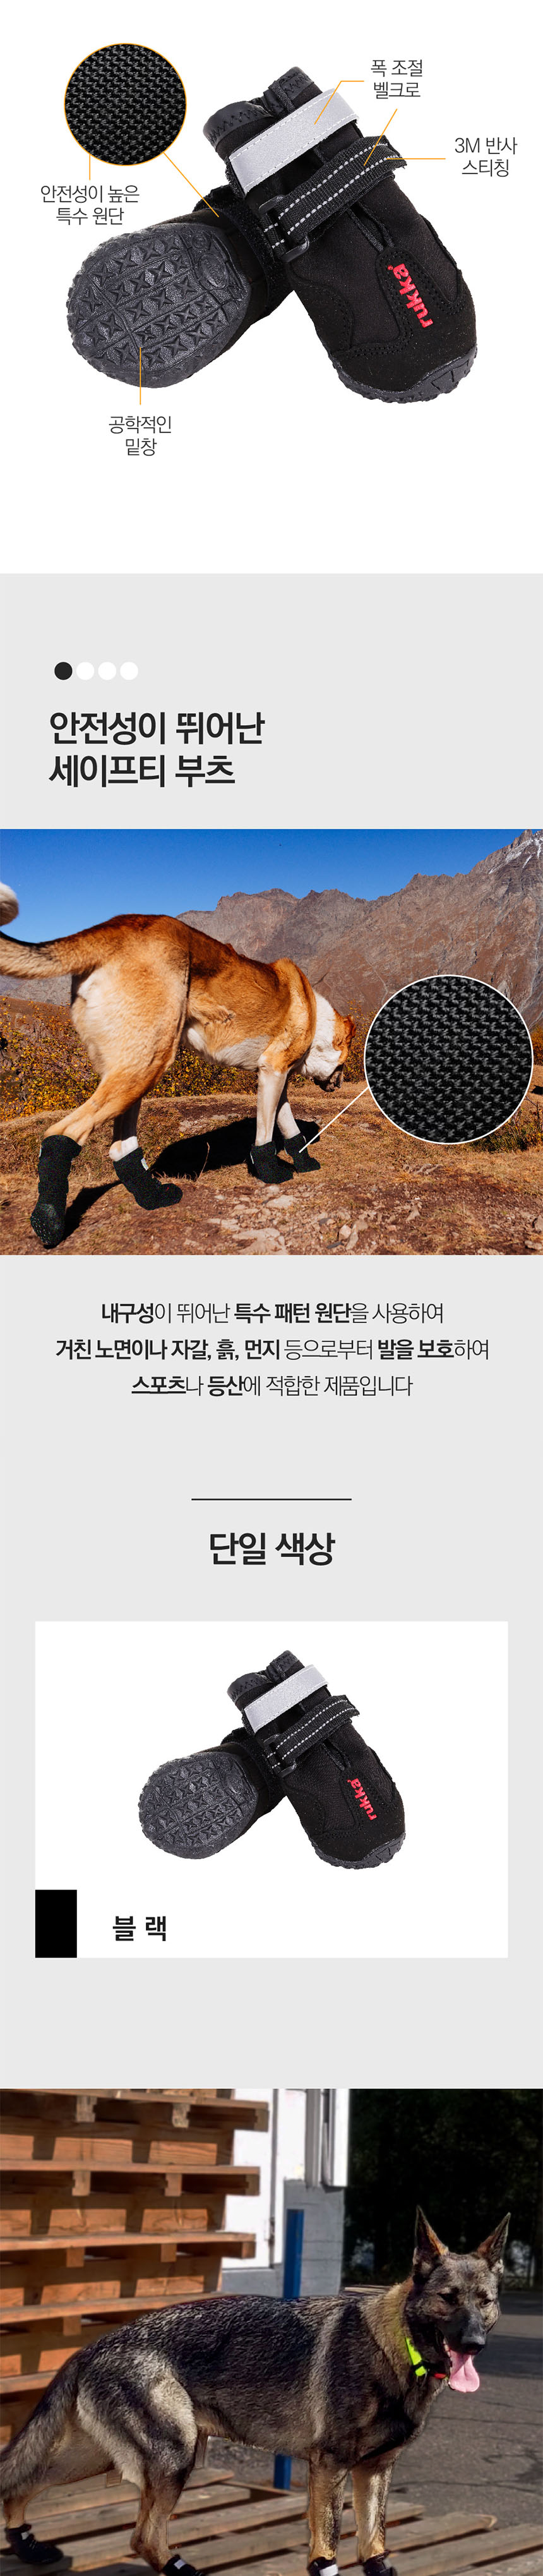 폭 조절
벨크로
3M 반사
스티칭
안전성이 높은
특수 원단
rukka
공학적인
밑창
안전성이 뛰어난
세이프티 부츠
내구성이 뛰어난 특수 패턴 원단을 사용하여
거친 노면이나 자갈, 흙, 먼지 등으로부터 발을 보호하여
스포츠나 등산에 적합한 제품입니다
단일 색상
rukka
블랙